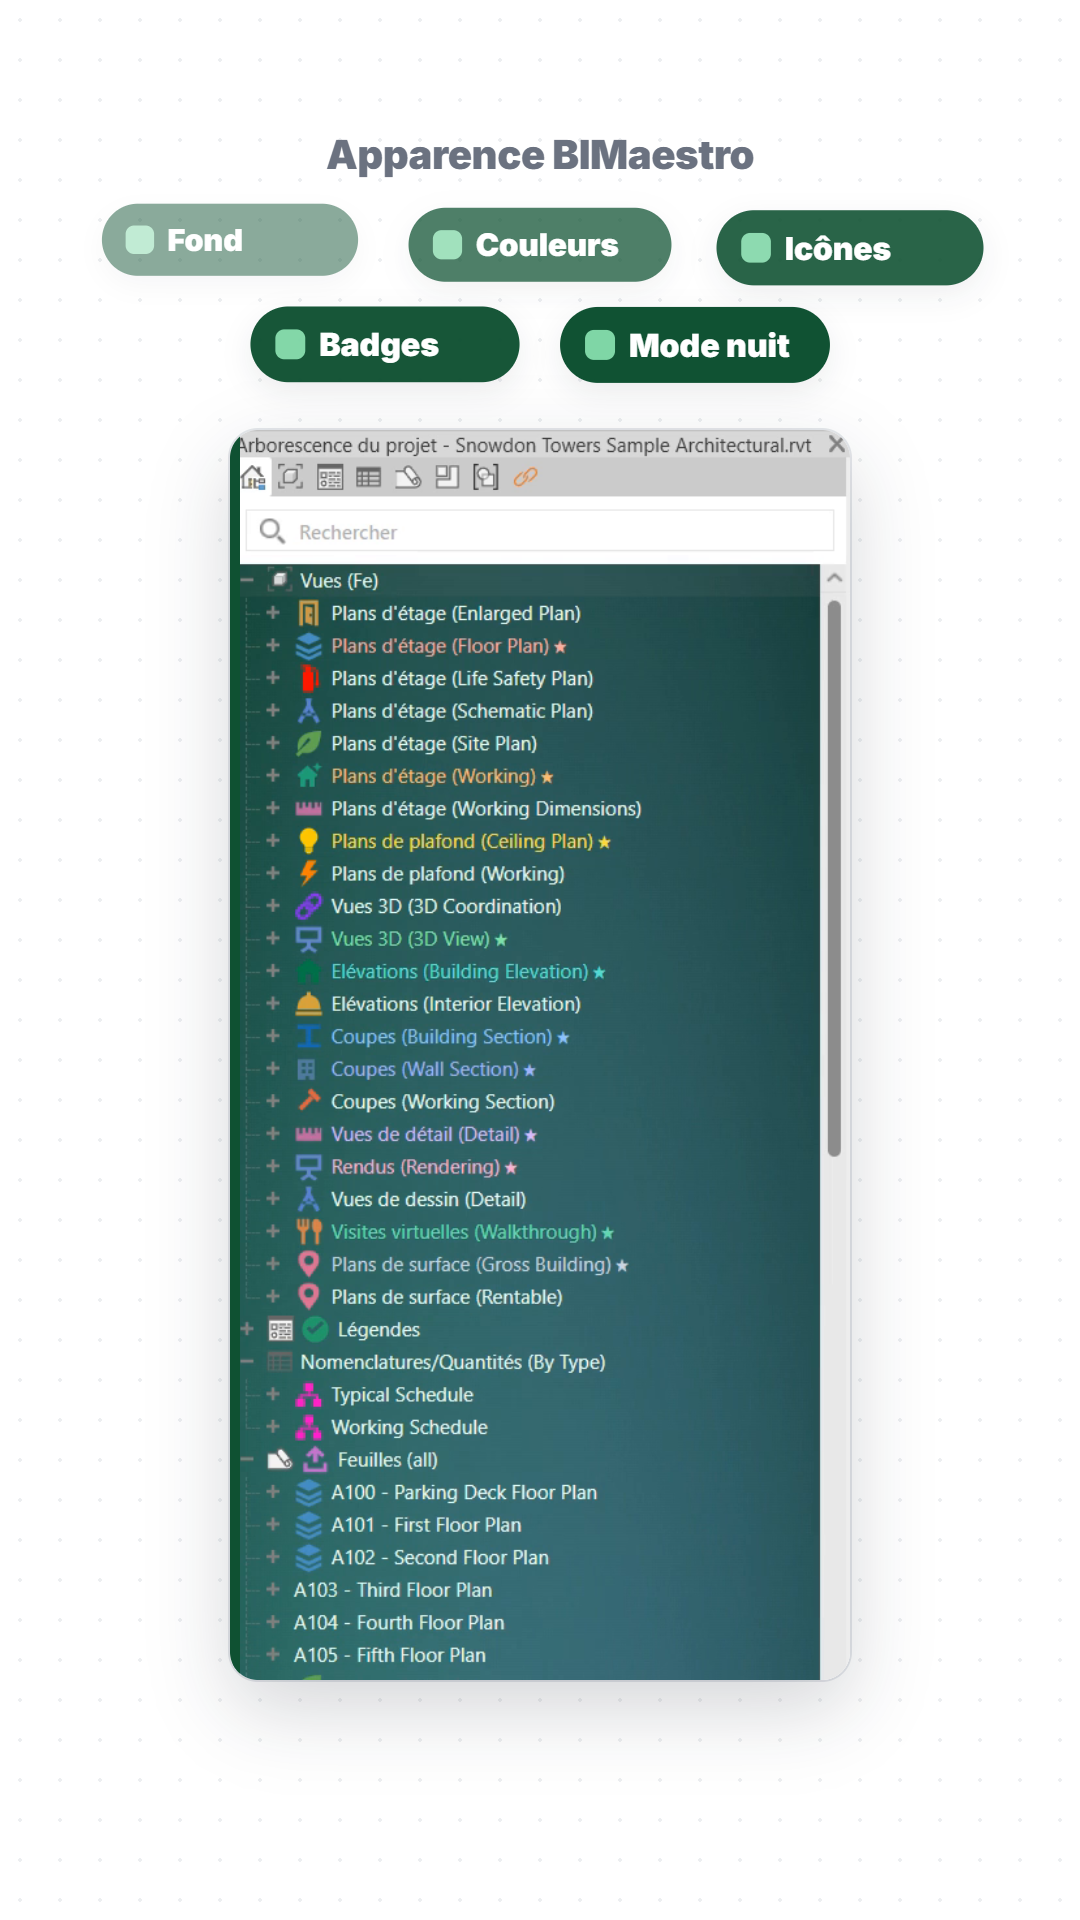 Apparence BIMaestro
Fond
Couleurs
Icônes
Badges
Mode nuit
Arborescence du projet - Snowdon Towers Sample Architectural.rvt
Rechercher
Vues (Fe)
Plans d'étage (Enlarged Plan)
Plans d'étage (Floor Plan) ★
Plans d'étage (Life Safety Plan)
Plans d'étage (Schematic Plan)
Plans d'étage (Site Plan)
Plans d'étage (Working) ★
Plans d'étage (Working Dimensions)
Plans de plafond (Ceiling Plan) ★
Plans de plafond (Working)
Vues 3D (3D Coordination)
Vues 3D (3D View) ★
Elévations (Building Elevation) ★
Elévations (Interior Elevation)
Coupes (Building Section) ★
Coupes (Wall Section) ★
Coupes (Working Section)
Vues de détail (Detail) ★
Rendus (Rendering) ★
Vues de dessin (Detail)
Visites virtuelles (Walkthrough) ★
Plans de surface (Gross Building) ★
Plans de surface (Rentable)
Légendes
Nomenclatures/Quantités (By Type)
Typical Schedule
Working Schedule
Feuilles (all)
A100 - Parking Deck Floor Plan
A101 - First Floor Plan
A102 - Second Floor Plan
A103 - Third Floor Plan
A104 - Fourth Floor Plan
A105 - Fifth Floor Plan